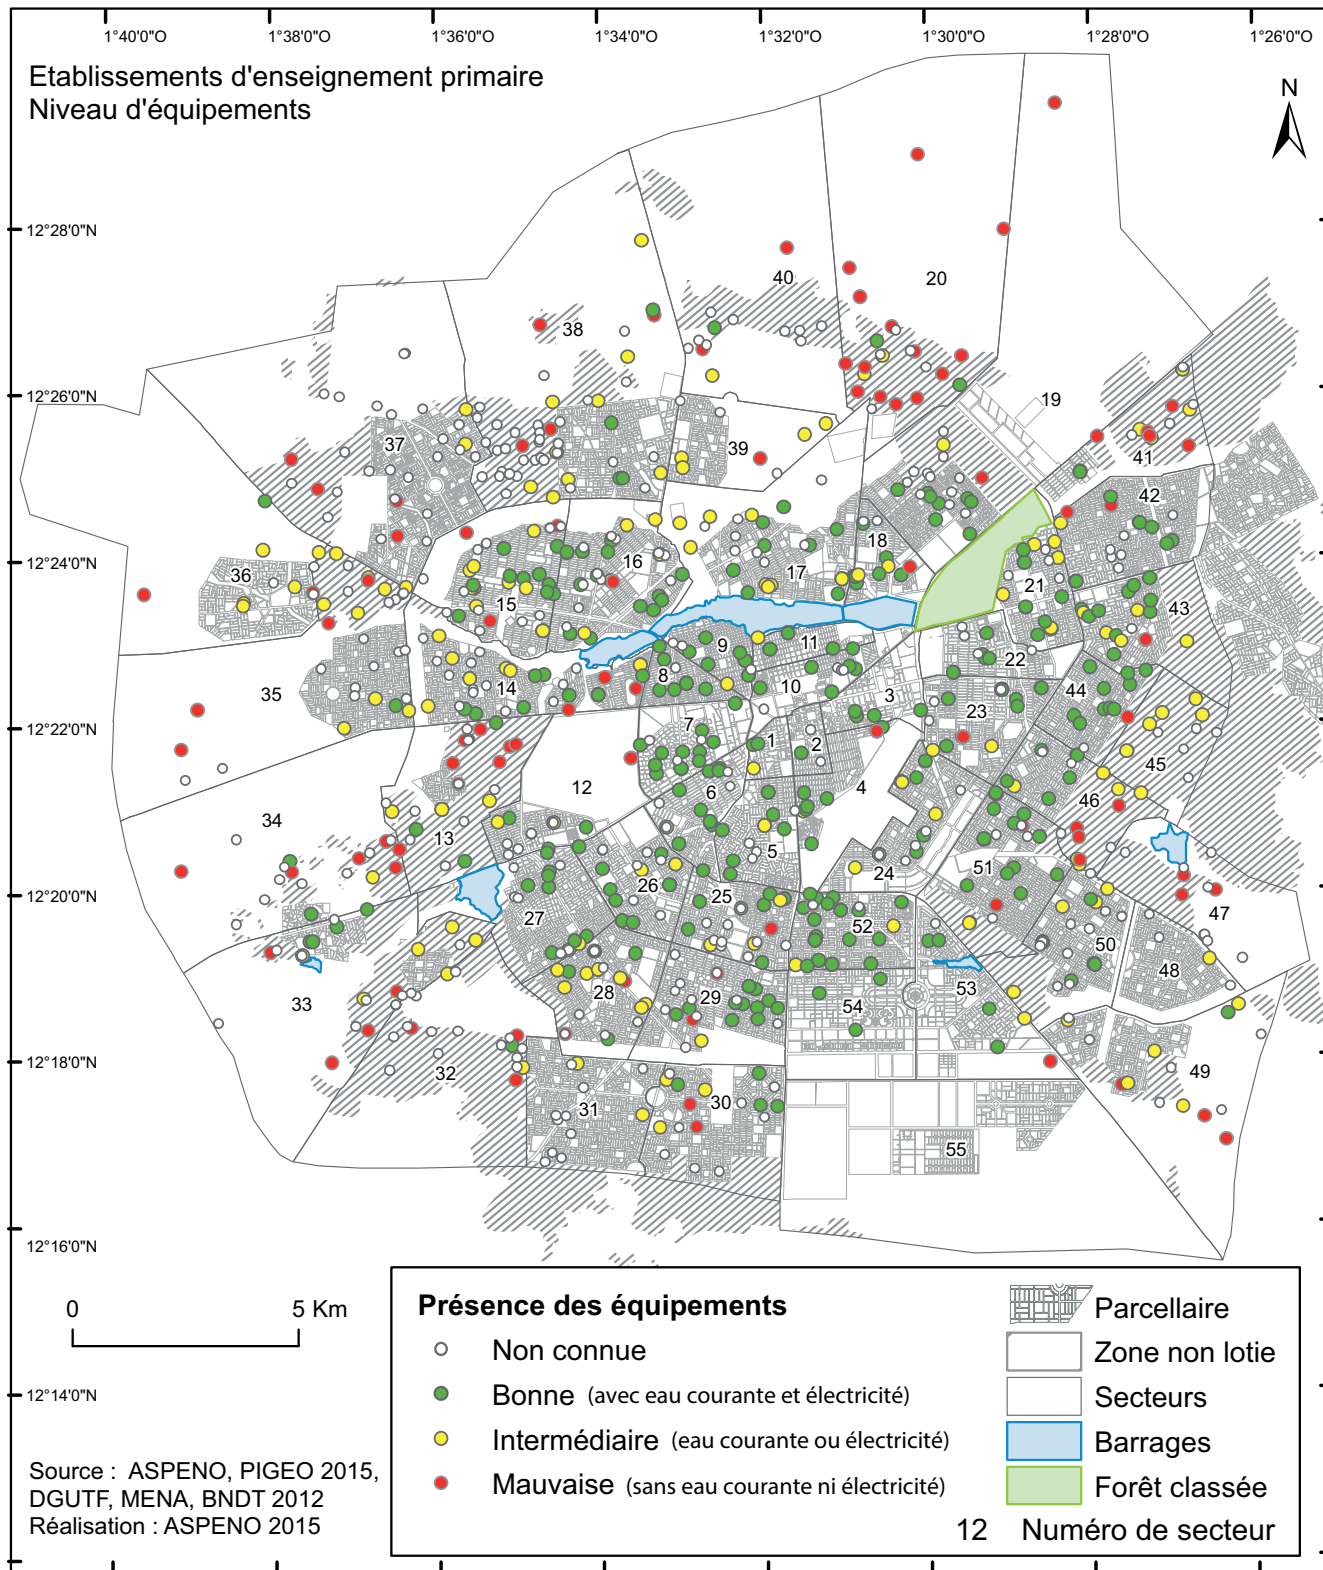 1°40'0"O 1°38'0"O 1°36'0"O 1°34'0"O 1°32'0"O 1°30'0"O 1°28'0"O 1°26'0"O
Etablissements d'enseignement primaire
Niveau d'équipements
N
12°28'0"N
40
20
38
12°26'0"N
19
37
39
41
42
12°24'0"N
16
18
17
36
21
15
43
9
11
22
8
35
14
10
3
44
12°22'0"N
23
7
1
2
45
12
6
4
46
34
13
5
51
12°20'0"N
24
26
25
47
27
52
50
48
28
29
33
54
53
12°18'0"N
32
49
31
30
55
12°16'0"N
0 5 Km
Présence des équipements
Non connue
Bonne (avec eau courante et électricité)
Intermédiaire (eau courante ou électricité)
Mauvaise (sans eau courante ni électricité)
Parcellaire
Zone non lotie
Secteurs
Barrages
Forêt classée
12 Numéro de secteur
12°14'0"N
Source : ASPENO, PIGEO 2015,
DGUTF, MENA, BNDT 2012
Réalisation : ASPENO 2015